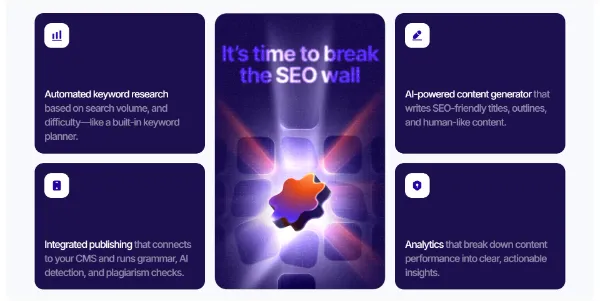 Automated keyword research
based on search volume, and
difficulty—like a built-in keyword
planner.
It's time to break
the SEO wall
AI-powered content generator that
writes SEO-friendly titles, outlines,
and human-like content.
Integrated publishing that connects
to your CMS and runs grammar, AI
detection, and plagiarism checks.
Analytics that break down content
performance into clear, actionable
insights.